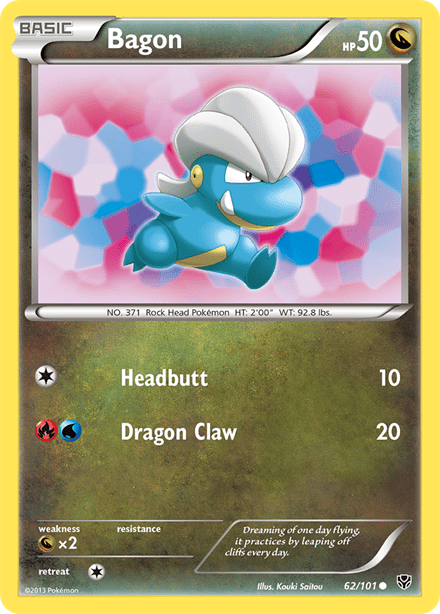 BASIC Bagon HP50
NO. 371 Rock Head Pokémon HT: 2'00" WT: 92.8 lbs.
Headbutt 10
Dragon Claw 20
weakness resistance
×2
Dreaming of one day flying,
it practices by leaping off
cliffs every day.
retreat
©2013 Pokémon Illus. Kouki Saitou 62/101